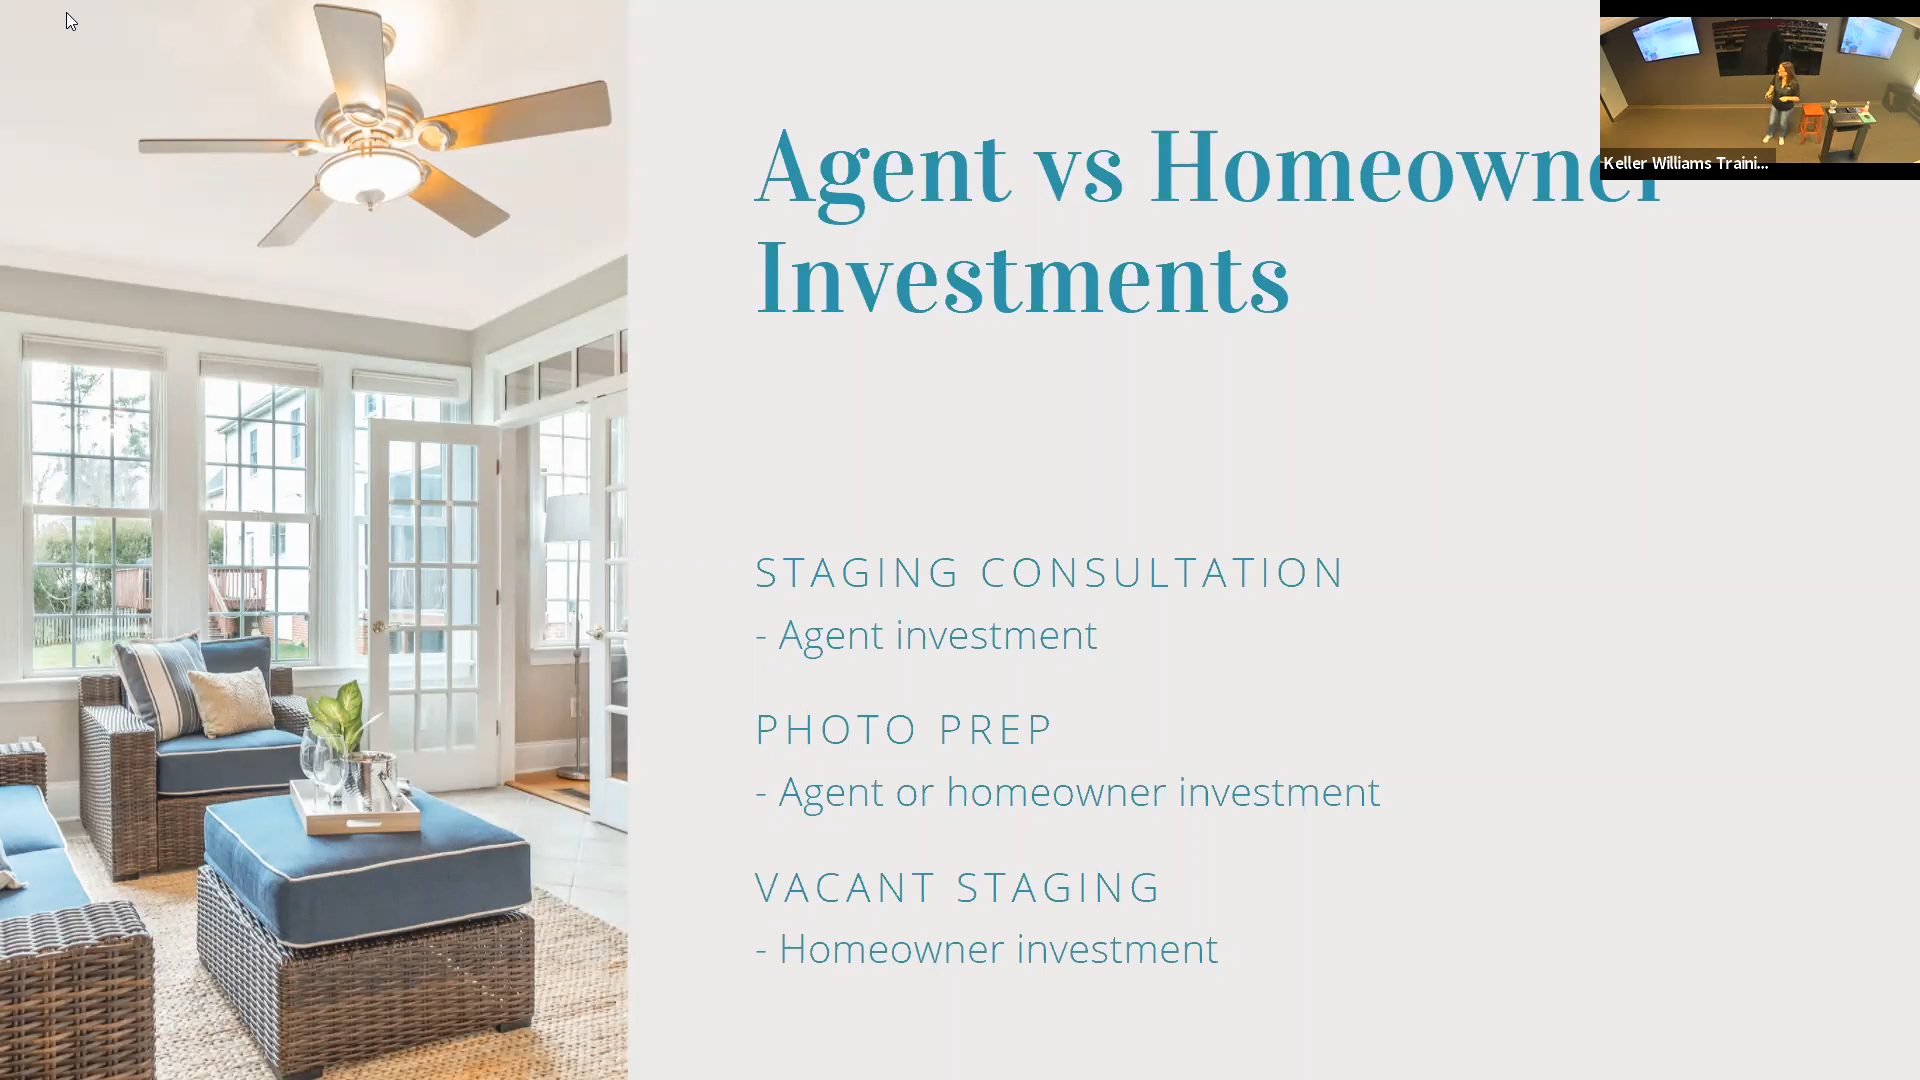 Agent vs Homeowner
Investments
Keller Williams Traini...
STAGING CONSULTATION
- Agent investment
PHOTO PREP
- Agent or homeowner investment
VACANT STAGING
- Homeowner investment